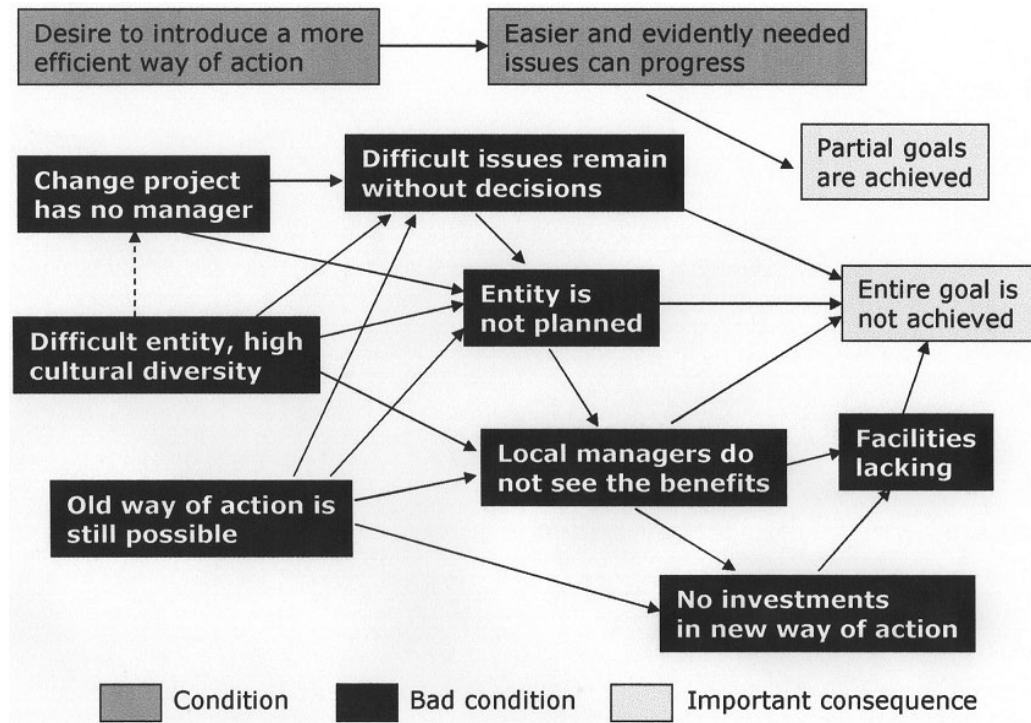 Desire to introduce a more
efficient way of action
Easier and evidently needed
issues can progress
Partial goals
are achieved
Difficult issues remain
without decisions
Change project
has no manager
Entity is
not planned
Entire goal is
not achieved
Difficult entity, high
cultural diversity
Local managers do
not see the benefits
Facilities
lacking
Old way of action is
still possible
No investments
in new way of action
Condition
Bad condition
Important consequence